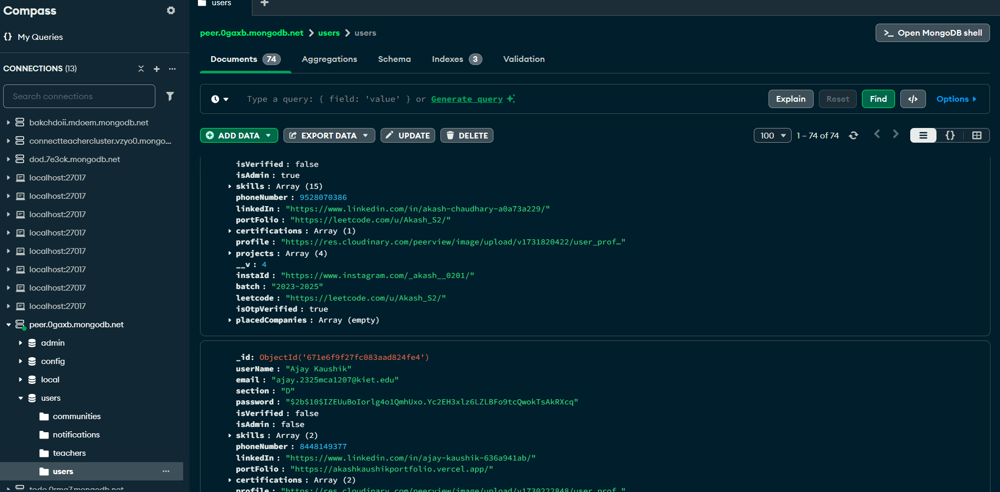 Compass
My Queries
CONNECTIONS (13)
Search connections
bakchdoii.mdoem.mongodb.net
connectteachercluster.vzyo0.mongo...
dod.7e3ck.mongodb.net
localhost:27017
localhost:27017
localhost:27017
localhost:27017
localhost:27017
localhost:27017
localhost:27017
localhost:27017
peer.0gaxb.mongodb.net
admin
config
local
users
communities
notifications
teachers
users
users
peer.0gaxb.mongodb.net > users > users
>_ Open MongoDB shell
Documents 74 Aggregations Schema Indexes 3 Validation
Type a query: { field: 'value' } or Generate query
Explain Reset Find </> Options
ADD DATA EXPORT DATA UPDATE DELETE
100 1 – 74 of 74 {}
isVerified : false
isAdmin : true
skills : Array (15)
phoneNumber : 9528070386
linkedIn : "https://www.linkedin.com/in/akash-chaudhary-a0a73a229/"
portFolio : "https://leetcode.com/u/Akash_S2/"
certifications : Array (1)
profile : "https://res.cloudinary.com/peerview/image/upload/v1731820422/user_prof…"
projects : Array (4)
__v : 4
instaId : "https://www.instagram.com/_akash__0201/"
batch : "2023-2025"
leetcode : "https://leetcode.com/u/Akash_S2/"
isOtpVerified : true
placedCompanies : Array (empty)
_id: ObjectId('671e6f9f27fc083aad824fe4')
userName : "Ajay Kaushik"
email : "ajay.2325mca1207@kiet.edu"
section : "D"
password : "$2b$10$IZEUuBoIorlg4o1QmhUxo.Yc2EH3xlz6LZLBFo9tcQwokTsAkRXcq"
isVerified : false
isAdmin : false
skills : Array (2)
phoneNumber : 8448149377
linkedIn : "https://www.linkedin.com/in/ajay-kaushik-636a941ab/"
portFolio : "https://akashkaushikportfolio.vercel.app/"
certifications : Array (2)
profile : "https://res.cloudinary.com/peerview/image/upload/v1730222848/user_prof…"